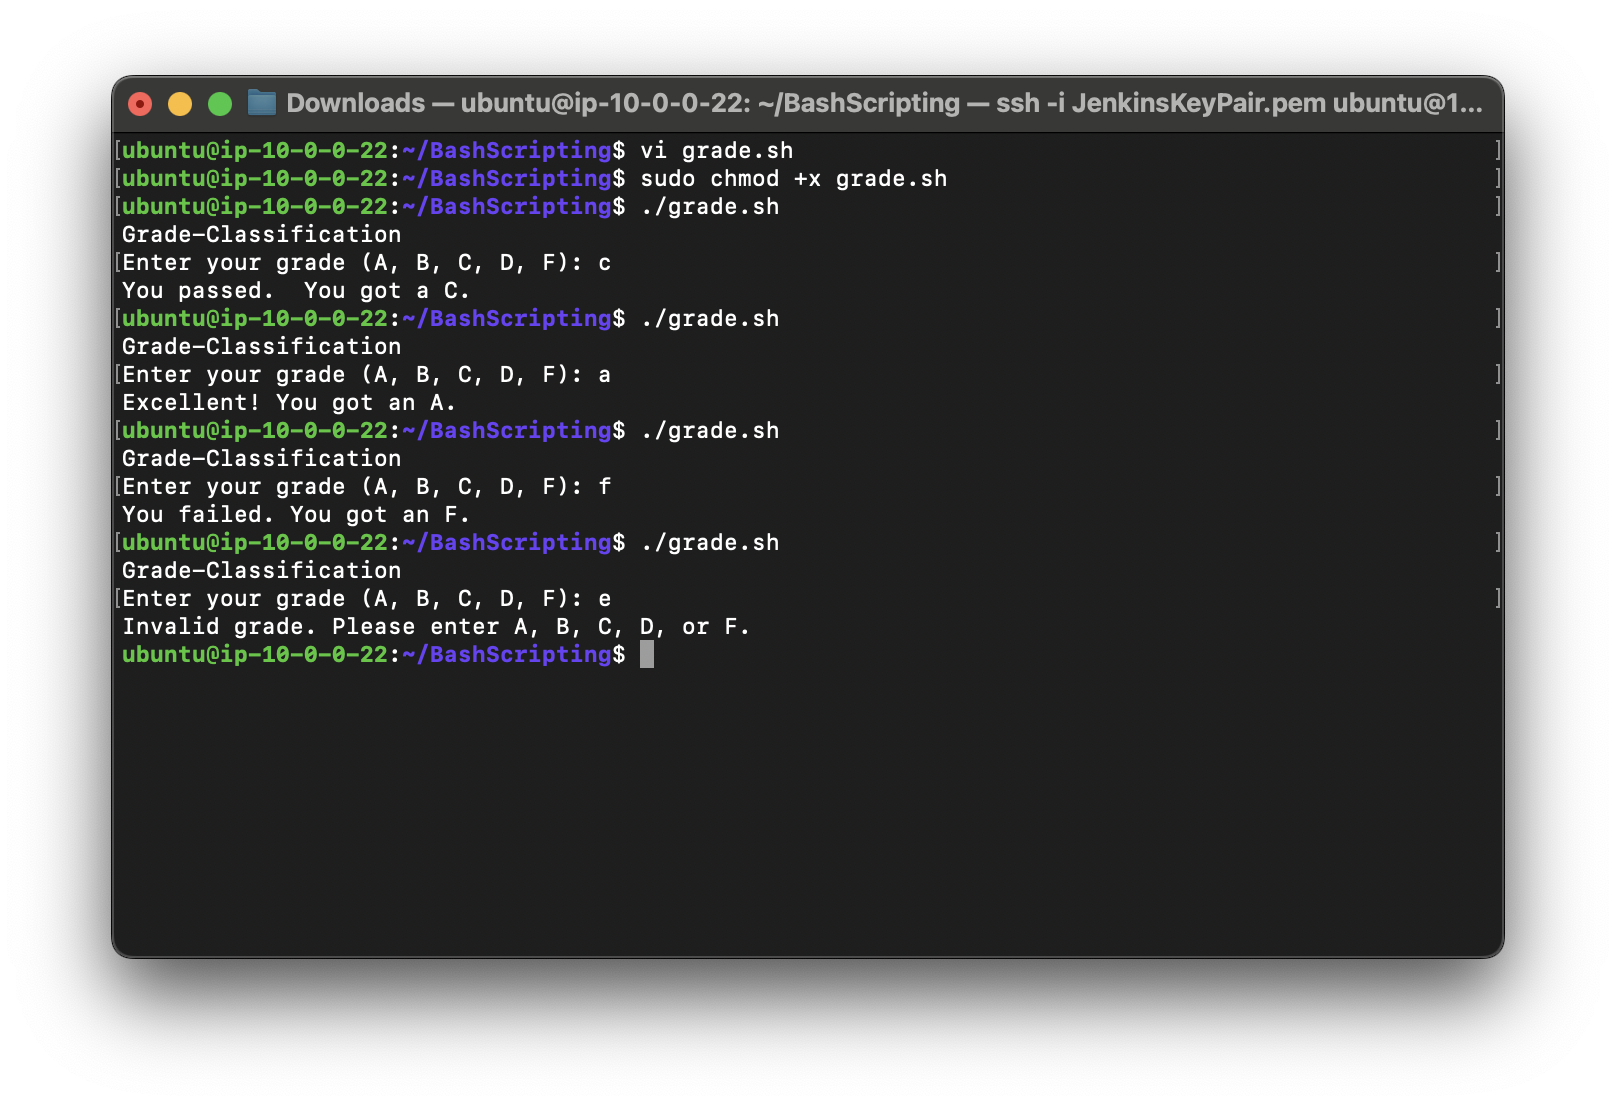 Downloads — ubuntu@ip-10-0-0-22: ~/BashScripting — ssh -i JenkinsKeyPair.pem ubuntu@1...
[ubuntu@ip-10-0-0-22:~/BashScripting$ vi grade.sh ]
[ubuntu@ip-10-0-0-22:~/BashScripting$ sudo chmod +x grade.sh ]
[ubuntu@ip-10-0-0-22:~/BashScripting$ ./grade.sh ]
Grade-Classification
[Enter your grade (A, B, C, D, F): c ]
You passed.  You got a C.
[ubuntu@ip-10-0-0-22:~/BashScripting$ ./grade.sh ]
Grade-Classification
[Enter your grade (A, B, C, D, F): a ]
Excellent! You got an A.
[ubuntu@ip-10-0-0-22:~/BashScripting$ ./grade.sh ]
Grade-Classification
[Enter your grade (A, B, C, D, F): f ]
You failed. You got an F.
[ubuntu@ip-10-0-0-22:~/BashScripting$ ./grade.sh ]
Grade-Classification
[Enter your grade (A, B, C, D, F): e ]
Invalid grade. Please enter A, B, C, D, or F.
ubuntu@ip-10-0-0-22:~/BashScripting$